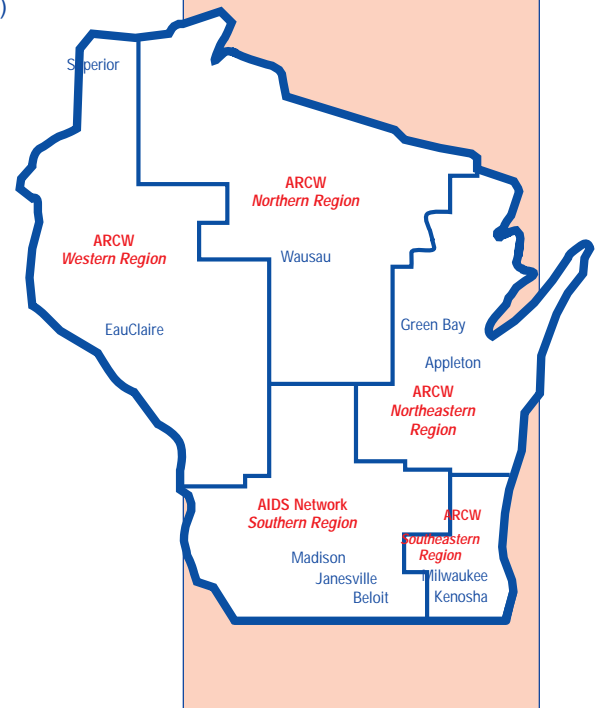 )
Superior
ARCW
Northern Region
ARCW
Western Region
Wausau
EauClaire
Green Bay
Appleton
ARCW
Northeastern
Region
AIDS Network
Southern Region
ARCW
Southeastern
Region
Madison
Janesville
Beloit
Milwaukee
Kenosha